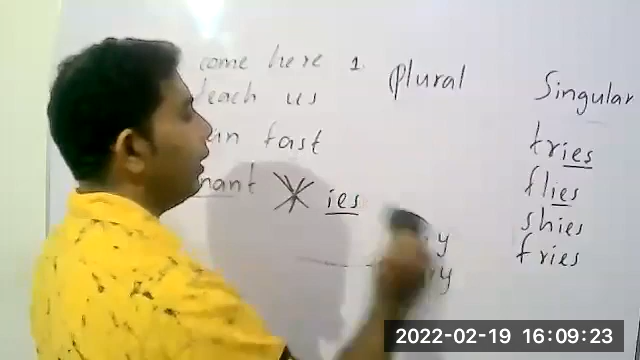 come here 1. plural Singular
teach us
fast tries
ies flies
shies
fries
2022-02-19 16:09:23